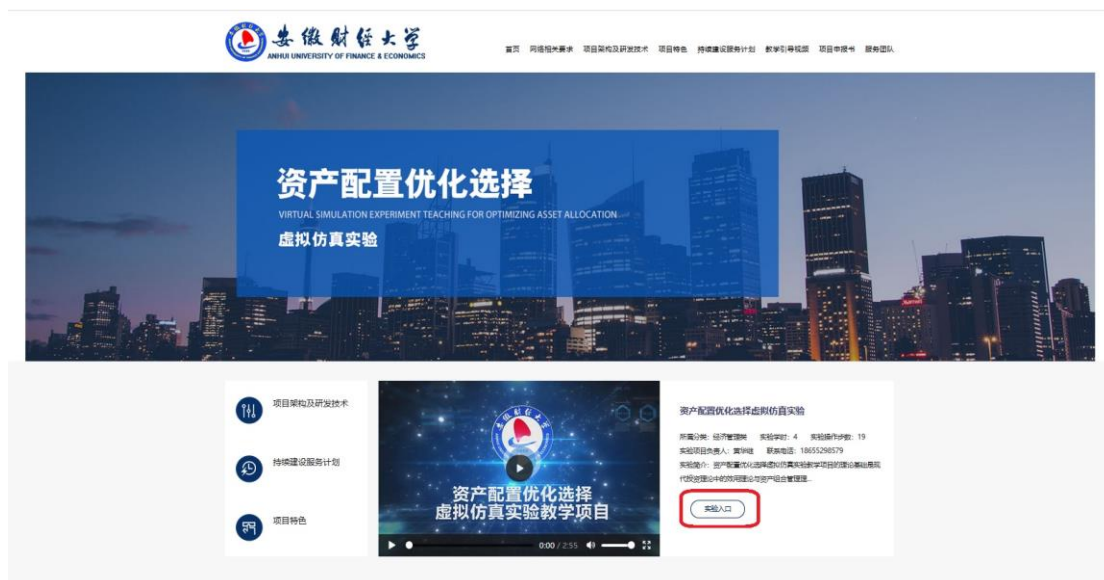 安徽财经大学
ANHUI UNIVERSITY OF FINANCE & ECONOMICS
首页 网络相关要求 项目架构及研发技术 项目特色 持续建设服务计划 教学引导视频 项目申报书 服务团队
资产配置优化选择
VIRTUAL SIMULATION EXPERIMENT TEACHING FOR OPTIMIZING ASSET ALLOCATION
虚拟仿真实验
项目架构及研发技术
持续建设服务计划
项目特色
资产配置优化选择
虚拟仿真实验教学项目
0:00 / 2:55
资产配置优化选择虚拟仿真实验
所属分类: 经济管理类 实验学时: 4 实验操作步数: 19
实验项目负责人: 黄华继 联系电话: 18655298579
实验简介: 资产配置优化选择虚拟仿真实验教学项目的理论基础是现
代投资理论中的效用理论与资产组合管理理...
实验入口